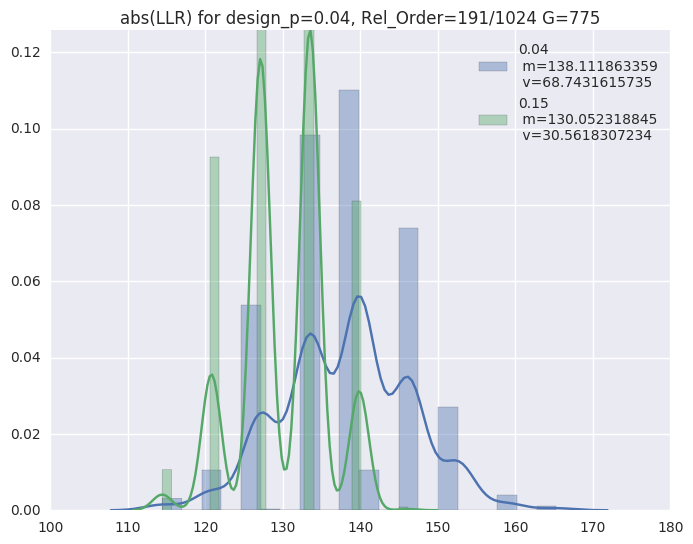 abs(LLR) for design_p=0.04, Rel_Order=191/1024 G=775
0.04
m=138.111863359
v=68.7431615735
0.15
m=130.052318845
v=30.5618307234
0.12
0.10
0.08
0.06
0.04
0.02
0.00
100 110 120 130 140 150 160 170 180